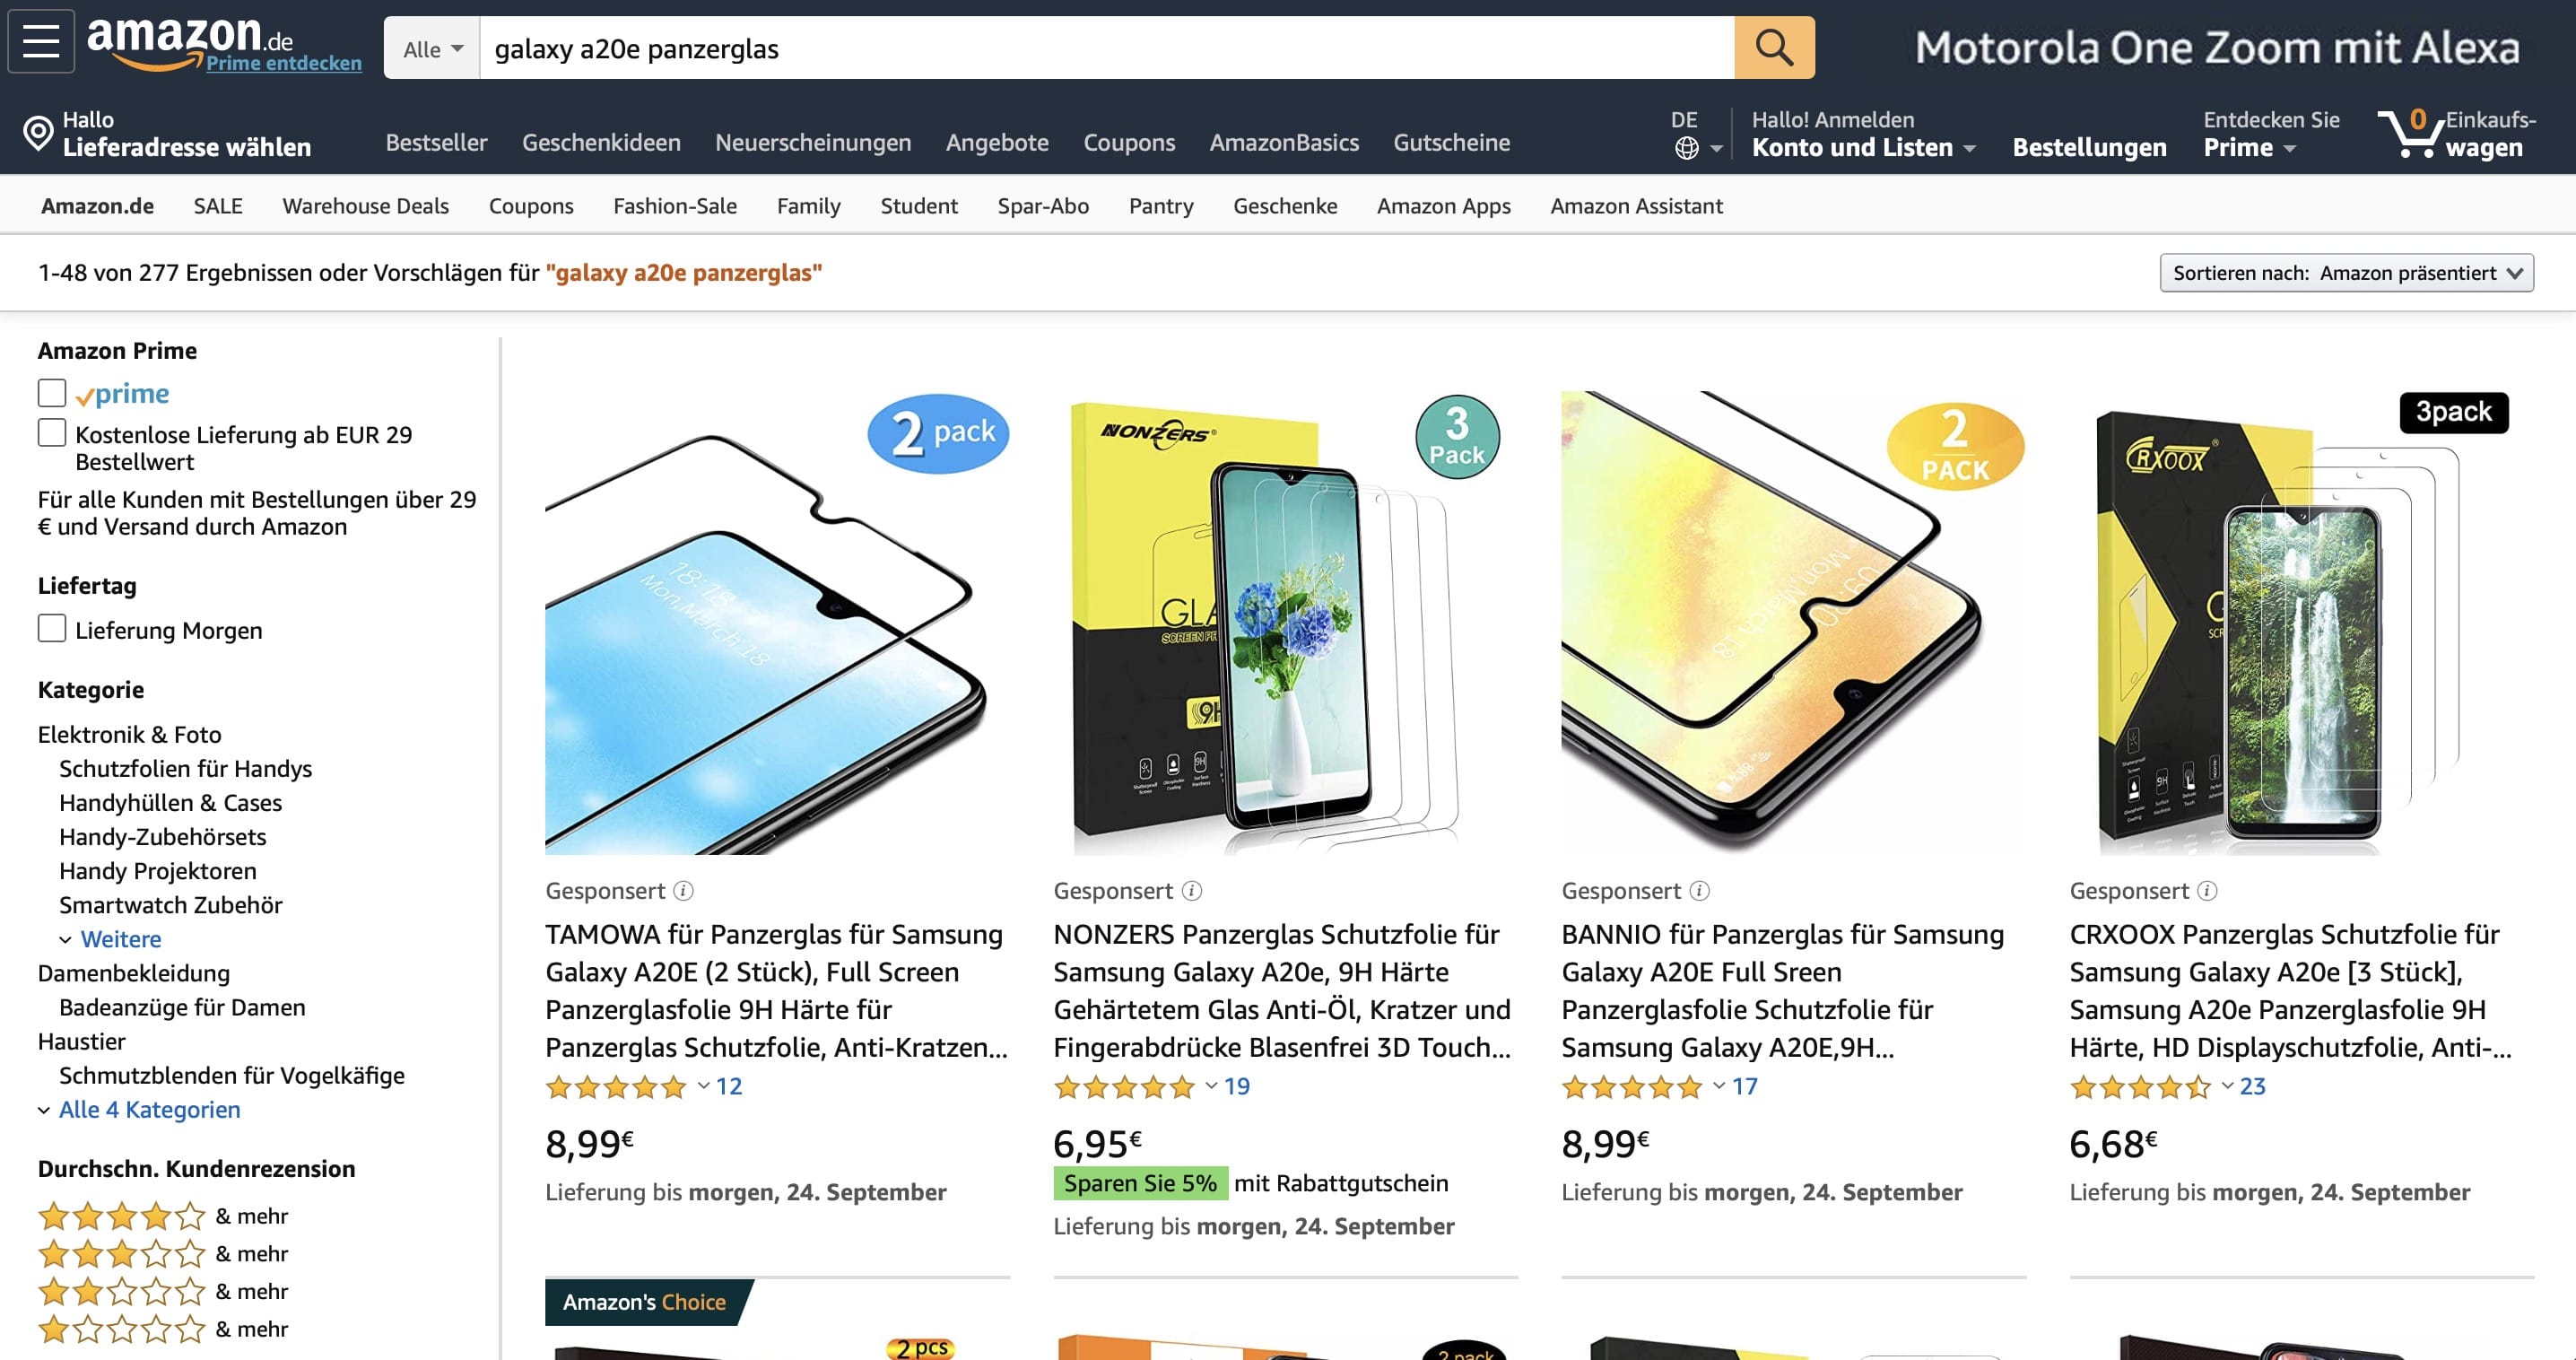 amazon.de
Prime entdecken
Alle
galaxy a20e panzerglas
Motorola One Zoom mit Alexa
Hallo
Lieferadresse wählen
Bestseller Geschenkideen Neuerscheinungen Angebote Coupons AmazonBasics Gutscheine
DE
Hallo! Anmelden
Konto und Listen
Bestellungen
Entdecken Sie
Prime
0
Einkaufs-
wagen
Amazon.de SALE Warehouse Deals Coupons Fashion-Sale Family Student Spar-Abo Pantry Geschenke Amazon Apps Amazon Assistant
1-48 von 277 Ergebnissen oder Vorschlägen für "galaxy a20e panzerglas"
Sortieren nach: Amazon präsentiert
Amazon Prime
prime
Kostenlose Lieferung ab EUR 29
Bestellwert
Für alle Kunden mit Bestellungen über 29
€ und Versand durch Amazon
Liefertag
Lieferung Morgen
Kategorie
Elektronik & Foto
Schutzfolien für Handys
Handyhüllen & Cases
Handy-Zubehörsets
Handy Projektoren
Smartwatch Zubehör
Weitere
Damenbekleidung
Badeanzüge für Damen
Haustier
Schmutzblenden für Vogelkäfige
Alle 4 Kategorien
Durchschn. Kundenrezension
& mehr
& mehr
& mehr
& mehr
2 pack
18:18
Mon,March 18
Gesponsert
TAMOWA für Panzerglas für Samsung
Galaxy A20E (2 Stück), Full Screen
Panzerglasfolie 9H Härte für
Panzerglas Schutzfolie, Anti-Kratzen...
12
8,99€
Lieferung bis morgen, 24. September
NONZERS®
3
Pack
9H
Gesponsert
NONZERS Panzerglas Schutzfolie für
Samsung Galaxy A20e, 9H Härte
Gehärtetem Glas Anti-Öl, Kratzer und
Fingerabdrücke Blasenfrei 3D Touch...
19
6,95€
Sparen Sie 5% mit Rabattgutschein
Lieferung bis morgen, 24. September
2
PACK
Gesponsert
BANNIO für Panzerglas für Samsung
Galaxy A20E Full Sreen
Panzerglasfolie Schutzfolie für
Samsung Galaxy A20E,9H...
17
8,99€
Lieferung bis morgen, 24. September
3pack
CRXOOX®
Gesponsert
CRXOOX Panzerglas Schutzfolie für
Samsung Galaxy A20e [3 Stück],
Samsung A20e Panzerglasfolie 9H
Härte, HD Displayschutzfolie, Anti-...
23
6,68€
Lieferung bis morgen, 24. September
Amazon's Choice
2 pcs
2 pack